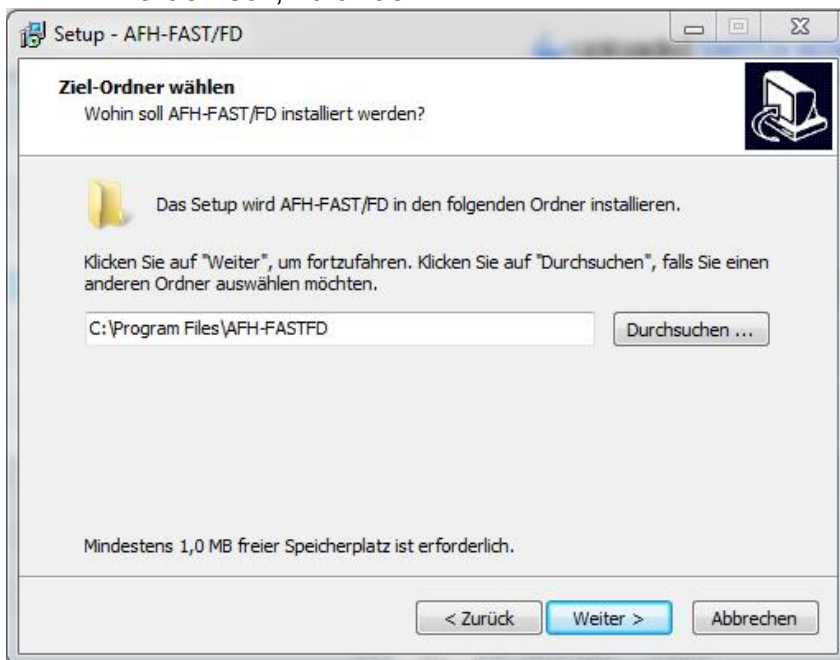 Setup - AFH-FAST/FD
Ziel-Ordner wählen
Wohin soll AFH-FAST/FD installiert werden?
Das Setup wird AFH-FAST/FD in den folgenden Ordner installieren.
Klicken Sie auf "Weiter", um fortzufahren. Klicken Sie auf "Durchsuchen", falls Sie einen
anderen Ordner auswählen möchten.
C:\Program Files\AFH-FASTFD
Durchsuchen ...
Mindestens 1,0 MB freier Speicherplatz ist erforderlich.
< Zurück
Weiter >
Abbrechen